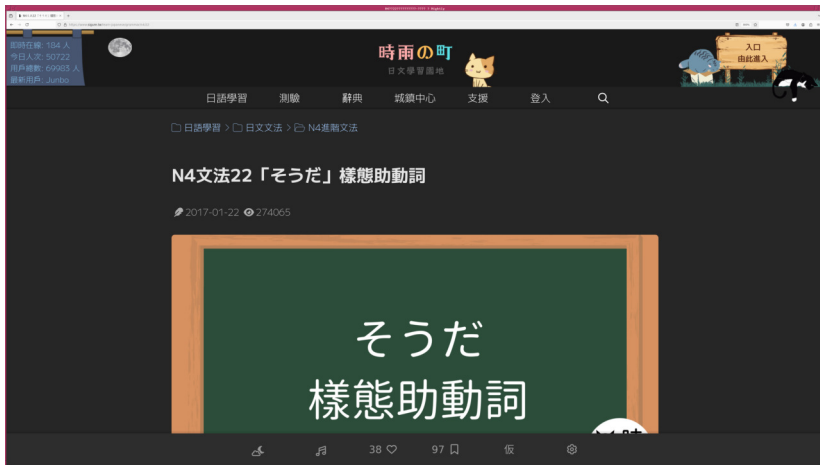 即時在線: 184 人
今日人次: 50722
用戶總數: 69983 人
最新用戶: Junbo
時雨の町
日文學習園地
入口
由此進入
日語學習 測驗 辭典 城鎮中心 支援 登入
日語學習 > 日文文法 > N4進階文法
N4文法22「そうだ」樣態助動詞
2017-01-22 274065
そうだ
樣態助動詞
38 97 仮